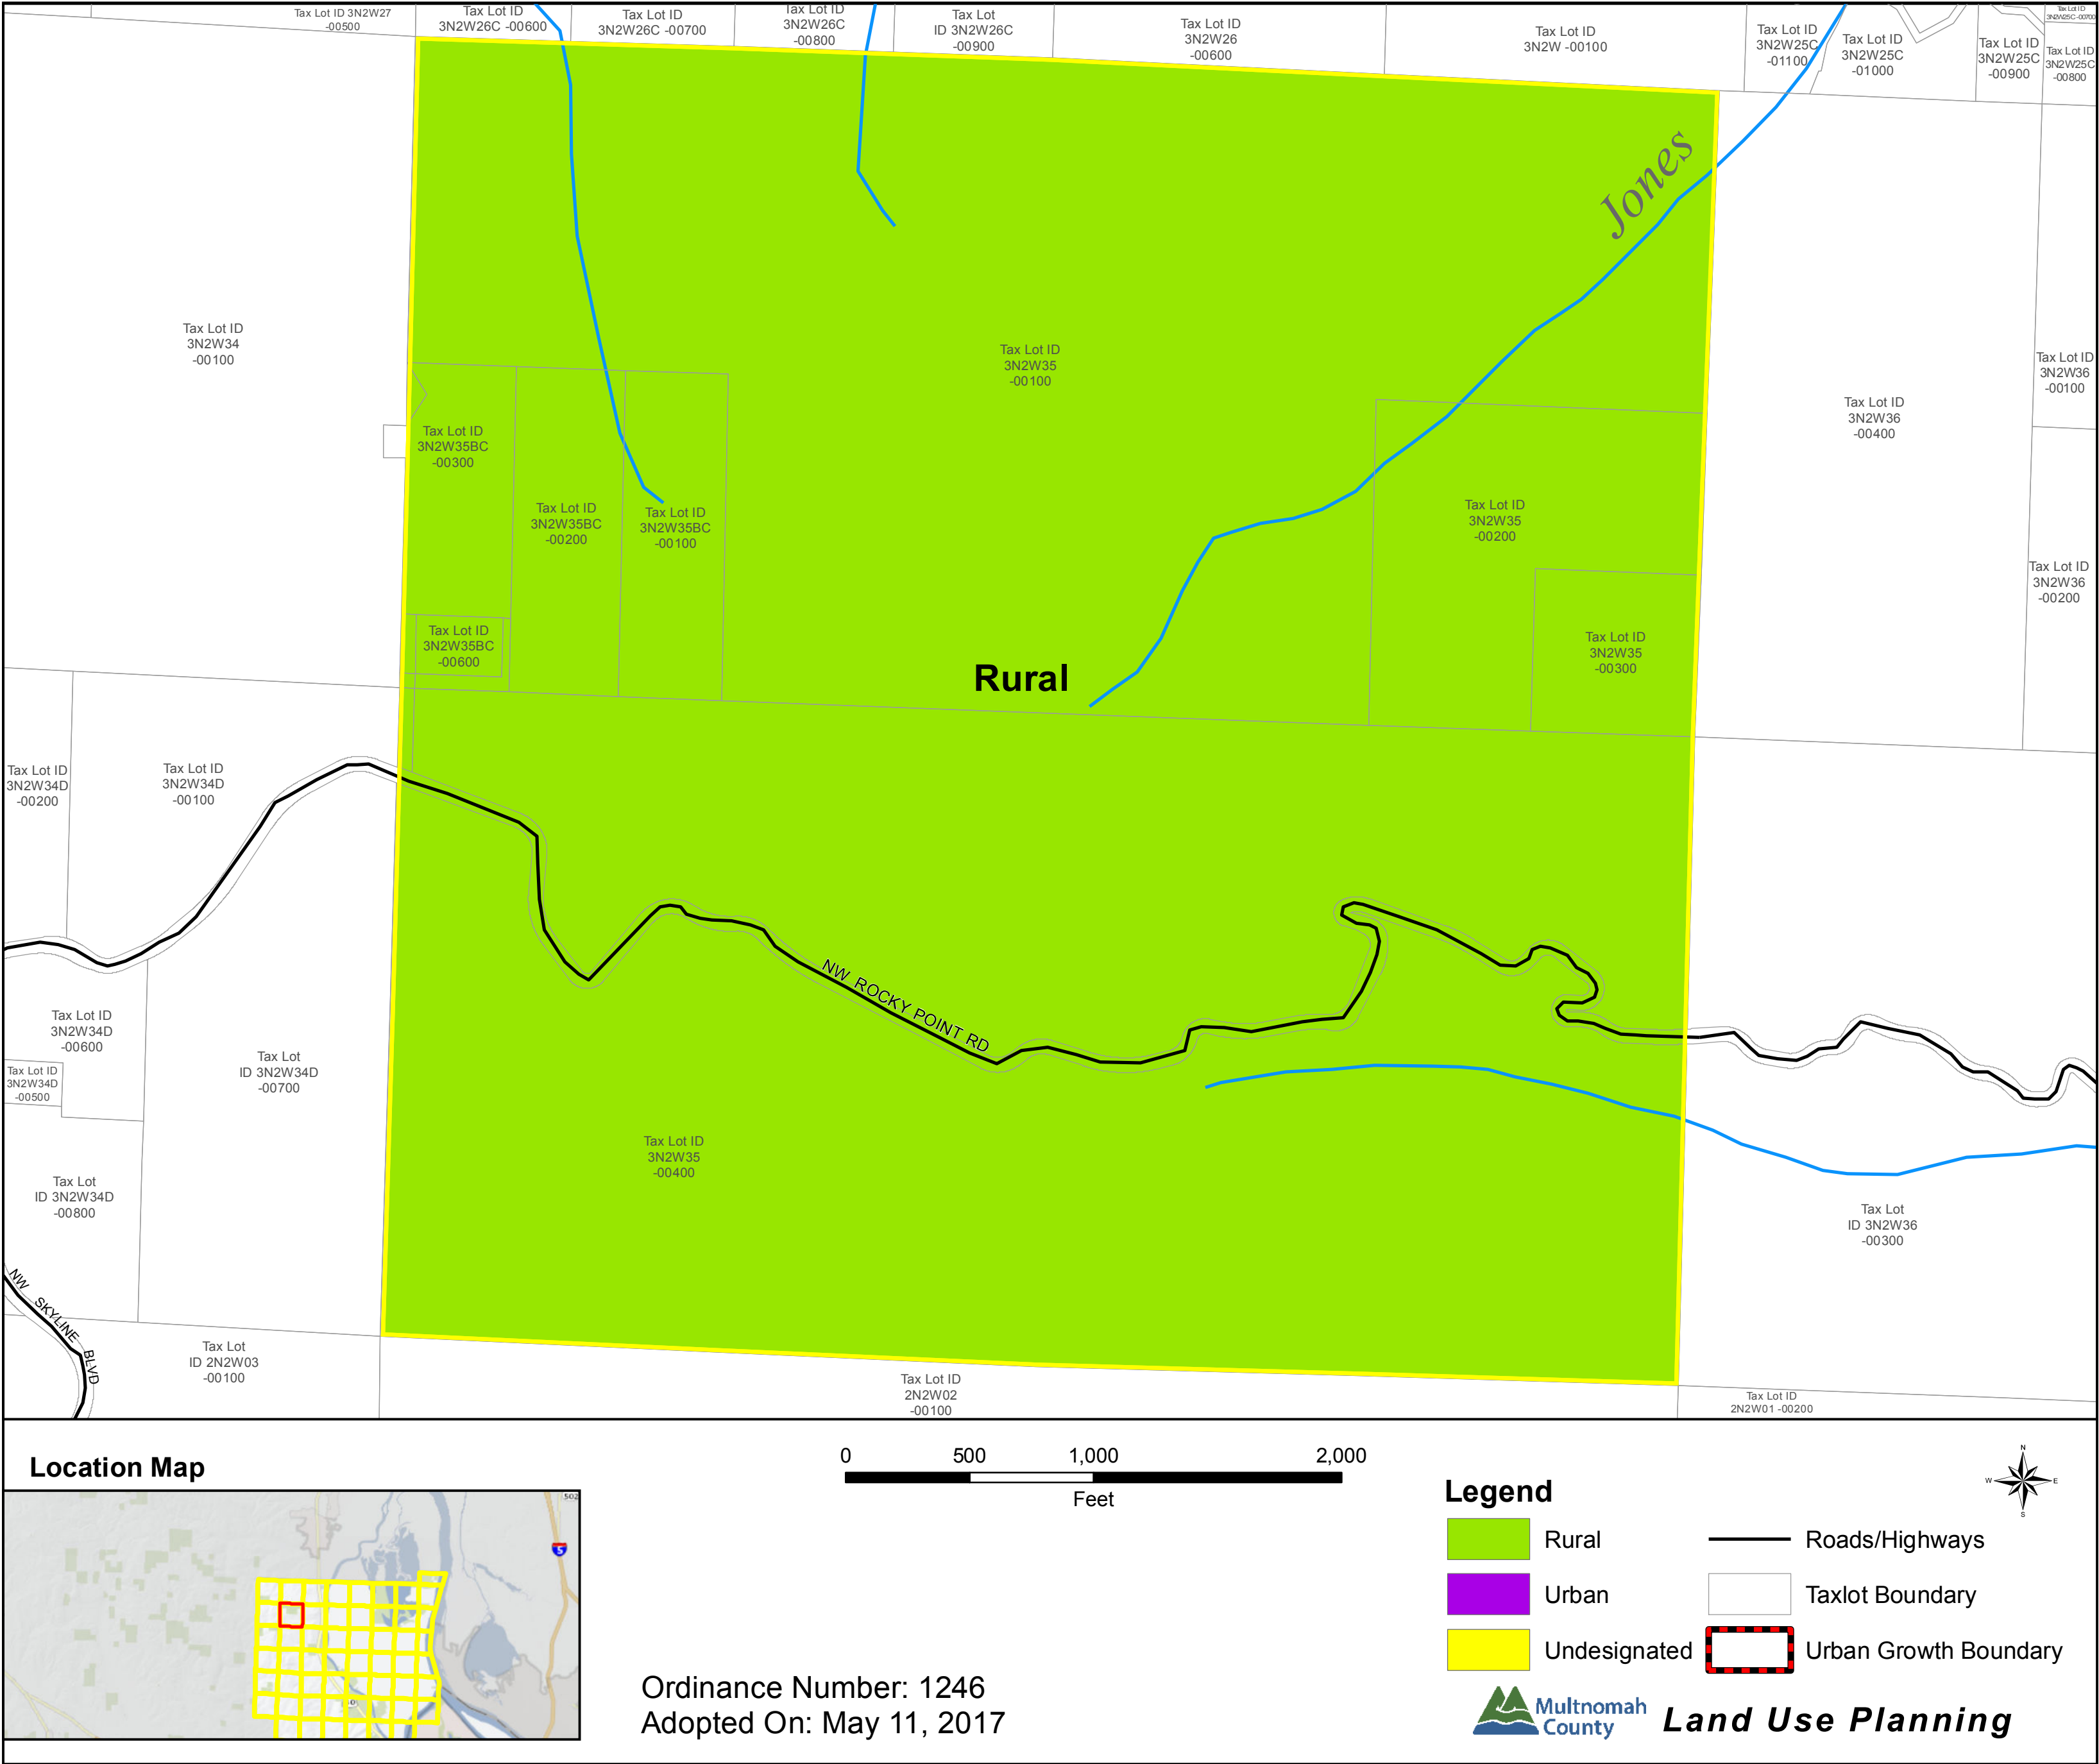 Tax Lot ID 3N2W27
-00500
Tax Lot ID
3N2W26C -00600
Tax Lot ID
3N2W26C -00700
Tax Lot ID
3N2W26C
-00800
Tax Lot
ID 3N2W26C
-00900
Tax Lot ID
3N2W26
-00600
Tax Lot ID
3N2W -00100
Tax Lot ID
3N2W25C
-01100
Tax Lot ID
3N2W25C
-01000
Tax Lot ID
3N2W25C
-00900
Tax Lot ID
3N2W25C -00700
Tax Lot ID
3N2W25C
-00800
Jones
Tax Lot ID
3N2W34
-00100
Tax Lot ID
3N2W35
-00100
Tax Lot ID
3N2W36
-00400
Tax Lot ID
3N2W36
-00100
Tax Lot ID
3N2W35BC
-00300
Tax Lot ID
3N2W35BC
-00200
Tax Lot ID
3N2W35BC
-00100
Tax Lot ID
3N2W35
-00200
Tax Lot ID
3N2W36
-00200
Tax Lot ID
3N2W35BC
-00600
Rural
Tax Lot ID
3N2W35
-00300
Tax Lot ID
3N2W34D
-00200
Tax Lot ID
3N2W34D
-00100
NW ROCKY POINT RD
Tax Lot ID
3N2W34D
-00600
Tax Lot ID
3N2W34D
-00500
Tax Lot
ID 3N2W34D
-00700
Tax Lot ID
3N2W35
-00400
Tax Lot
ID 3N2W34D
-00800
Tax Lot
ID 3N2W36
-00300
NW SKYLINE BLVD
Tax Lot
ID 2N2W03
-00100
Tax Lot ID
2N2W02
-00100
Tax Lot ID
2N2W01 -00200
Location Map
502
5
0 500 1,000 2,000
Feet
N
W E
S
Legend
Rural
Urban
Undesignated
Roads/Highways
Taxlot Boundary
Urban Growth Boundary
Ordinance Number: 1246
Adopted On: May 11, 2017
Multnomah
County
Land Use Planning